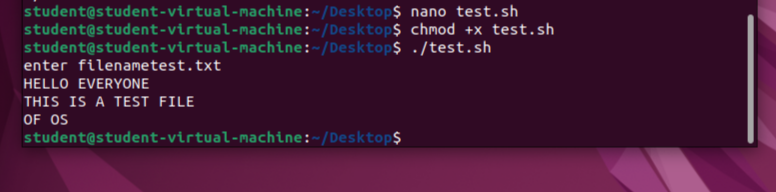 student@student-virtual-machine:~/Desktop$ nano test.sh
student@student-virtual-machine:~/Desktop$ chmod +x test.sh
student@student-virtual-machine:~/Desktop$ ./test.sh
enter filenametest.txt
HELLO EVERYONE
THIS IS A TEST FILE
OF OS
student@student-virtual-machine:~/Desktop$